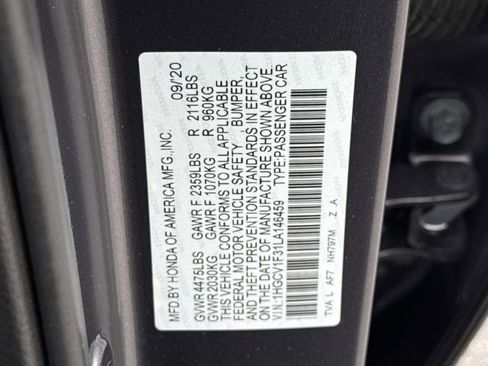 MFD.BY HONDA OF AMERICA MFG.,INC. 09/20
GVWR 4475LBS GAWR F 2359LBS R 2116LBS
GVWR 2030KG GAWR F 1070KG R 960KG
THIS VEHICLE CONFORMS TO ALL APPLICABLE
FEDERAL MOTOR VEHICLE SAFETY BUMPER,
AND THEFT PREVENTION STANDARDS IN EFFECT
ON THE DATE OF MANUFACTURE SHOWN ABOVE.
V.I.N.:1HGCV1F31LA146459 TYPE:PASSENGER CAR
TVA L AF7 NH797M Z A